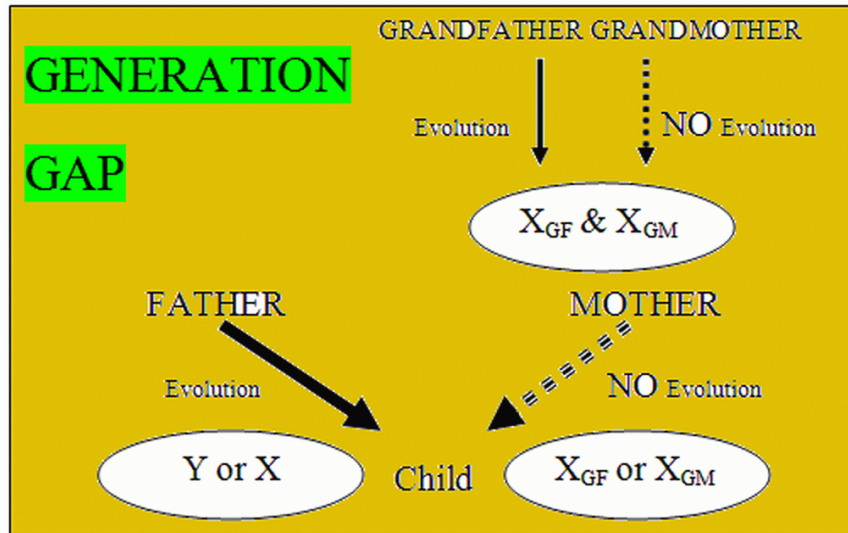 GENERATION
GAP
GRANDFATHER GRANDMOTHER
Evolution
NO Evolution
X_GF & X_GM
FATHER
MOTHER
Evolution
NO Evolution
Y or X
Child
X_GF or X_GM